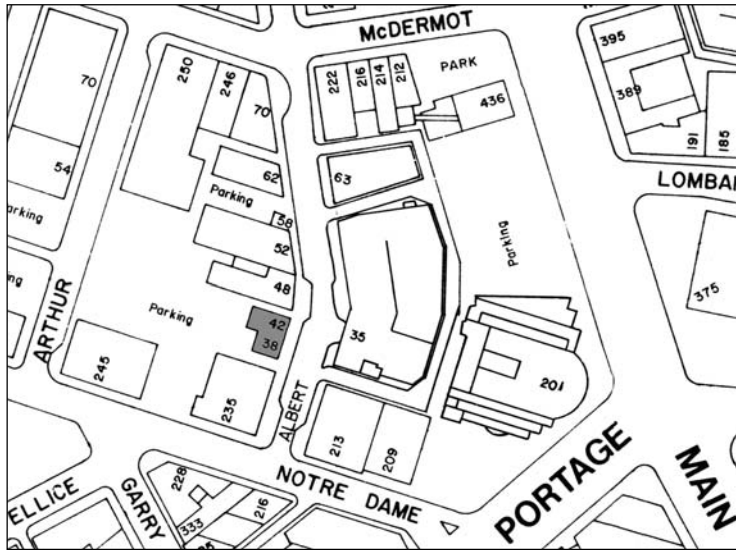 McDERMOT
395
70
250
246
222
216
214
212
PARK
436
389
70
191
185
54
62
63
LOMBA
Parking
arking
58
52
Parking
48
375
Parking
42
35
38
ARTHUR
201
245
235
ALBERT
213
209
PORTAGE
MAIN
NOTRE DAME
228
216
ELLICE
GARRY
333